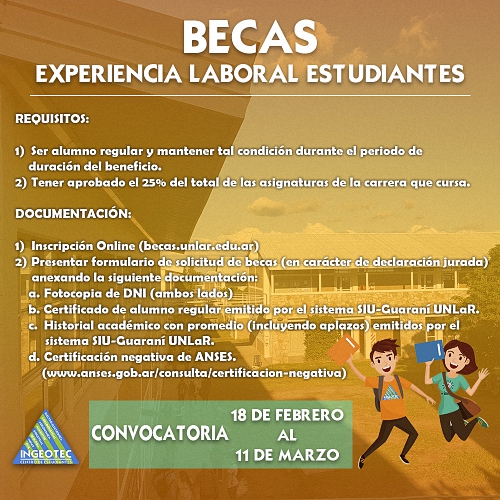 BECAS
EXPERIENCIA LABORAL ESTUDIANTES
REQUISITOS:
1) Ser alumno regular y mantener tal condición durante el periodo de
duración del beneficio.
2) Tener aprobado el 25% del total de las asignaturas de la carrera que cursa.
DOCUMENTACIÓN:
1) Inscripción Online (becas.unlar.edu.ar)
2) Presentar formulario de solicitud de becas (en carácter de declaración jurada)
anexando la siguiente documentación:
a. Fotocopia de DNI (ambos lados)
b. Certificado de alumno regular emitido por el sistema SIU-Guaraní UNLaR.
c. Historial académico con promedio (incluyendo aplazos) emitidos por el
sistema SIU-Guaraní UNLaR.
d. Certificación negativa de ANSES.
(www.anses.gob.ar/consulta/certificacion-negativa)
CONVOCATORIA
18 DE FEBRERO
AL
11 DE MARZO
INGEOTEC
CENTRO DE ESTUDIANTES